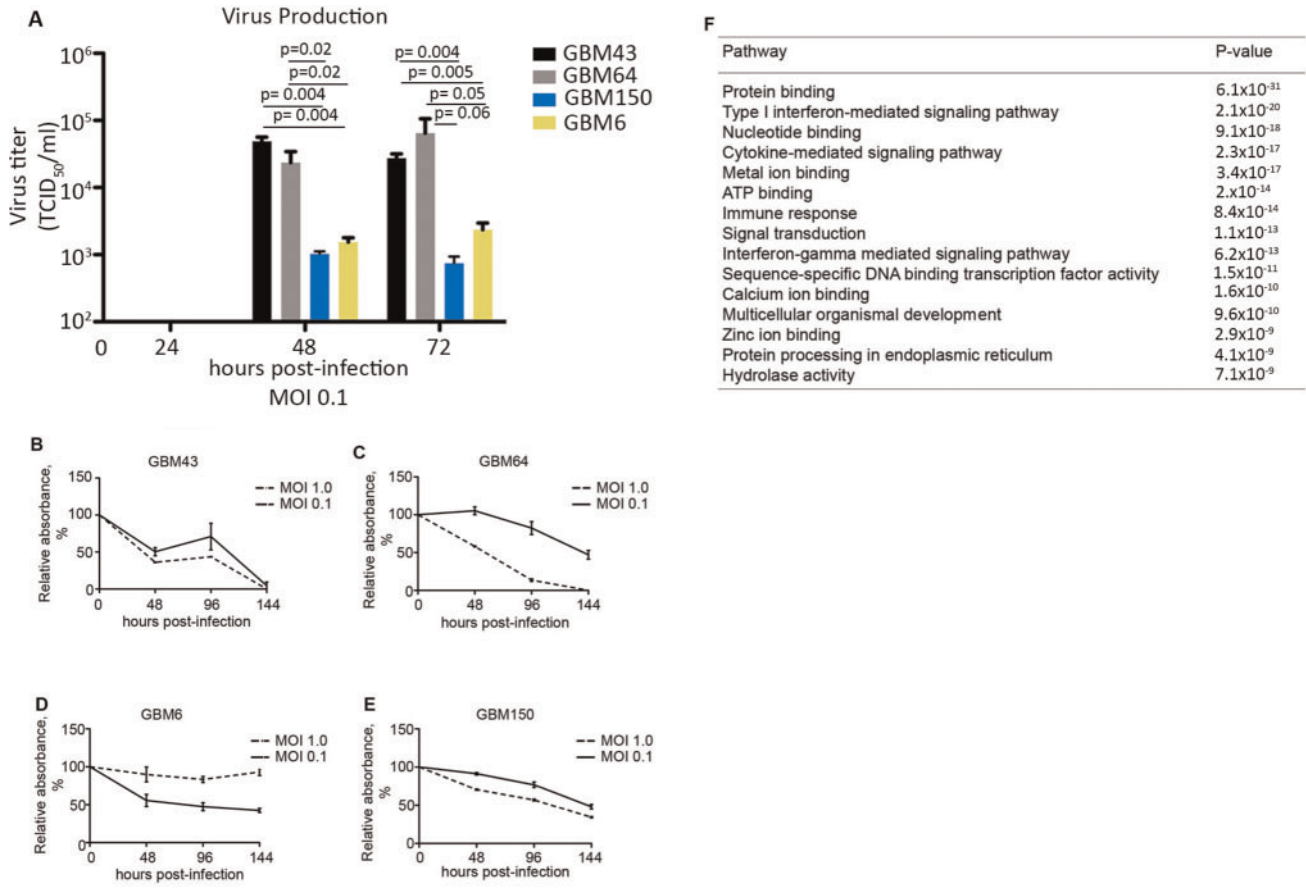 A
Virus Production
p=0.02
p=0.02
p= 0.004
p= 0.004
p= 0.004
p= 0.005
p= 0.05
p= 0.06
GBM43
GBM64
GBM150
GBM6
Virus titer
(TCID50/ml)
10⁶
10⁵
10⁴
10³
10²
0 24 48 72
hours post-infection
MOI 0.1
B
GBM43
MOI 1.0
MOI 0.1
Relative absorbance,
%
150
100
50
0
0 48 96 144
hours post-infection
C
GBM64
MOI 1.0
MOI 0.1
Relative absorbance,
%
150
100
50
0
0 48 96 144
hours post-infection
D
GBM6
MOI 1.0
MOI 0.1
Relative absorbance,
%
150
100
50
0
0 48 96 144
hours post-infection
E
GBM150
MOI 1.0
MOI 0.1
Relative absorbance,
%
150
100
50
0
0 48 96 144
hours post-infection
F
Pathway P-value
Protein binding 6.1x10⁻³¹
Type I interferon-mediated signaling pathway 2.1x10⁻²⁰
Nucleotide binding 9.1x10⁻¹⁸
Cytokine-mediated signaling pathway 2.3x10⁻¹⁷
Metal ion binding 3.4x10⁻¹⁷
ATP binding 2.x10⁻¹⁴
Immune response 8.4x10⁻¹⁴
Signal transduction 1.1x10⁻¹³
Interferon-gamma mediated signaling pathway 6.2x10⁻¹³
Sequence-specific DNA binding transcription factor activity 1.5x10⁻¹¹
Calcium ion binding 1.6x10⁻¹⁰
Multicellular organismal development 9.6x10⁻¹⁰
Zinc ion binding 2.9x10⁻⁹
Protein processing in endoplasmic reticulum 4.1x10⁻⁹
Hydrolase activity 7.1x10⁻⁹